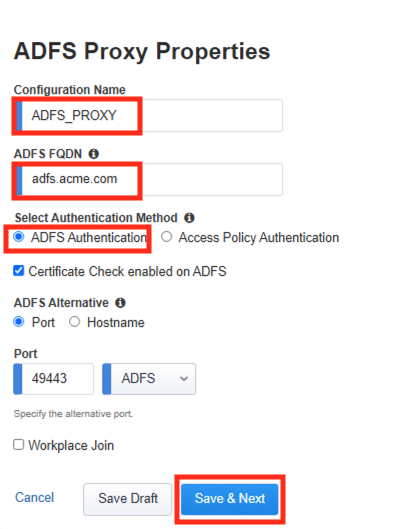 ADFS Proxy Properties
Configuration Name
ADFS_PROXY
ADFS FQDN
adfs.acme.com
Select Authentication Method
ADFS Authentication Access Policy Authentication
Certificate Check enabled on ADFS
ADFS Alternative
Port Hostname
Port
49443 ADFS
Specify the alternative port.
Workplace Join
Cancel Save Draft Save & Next